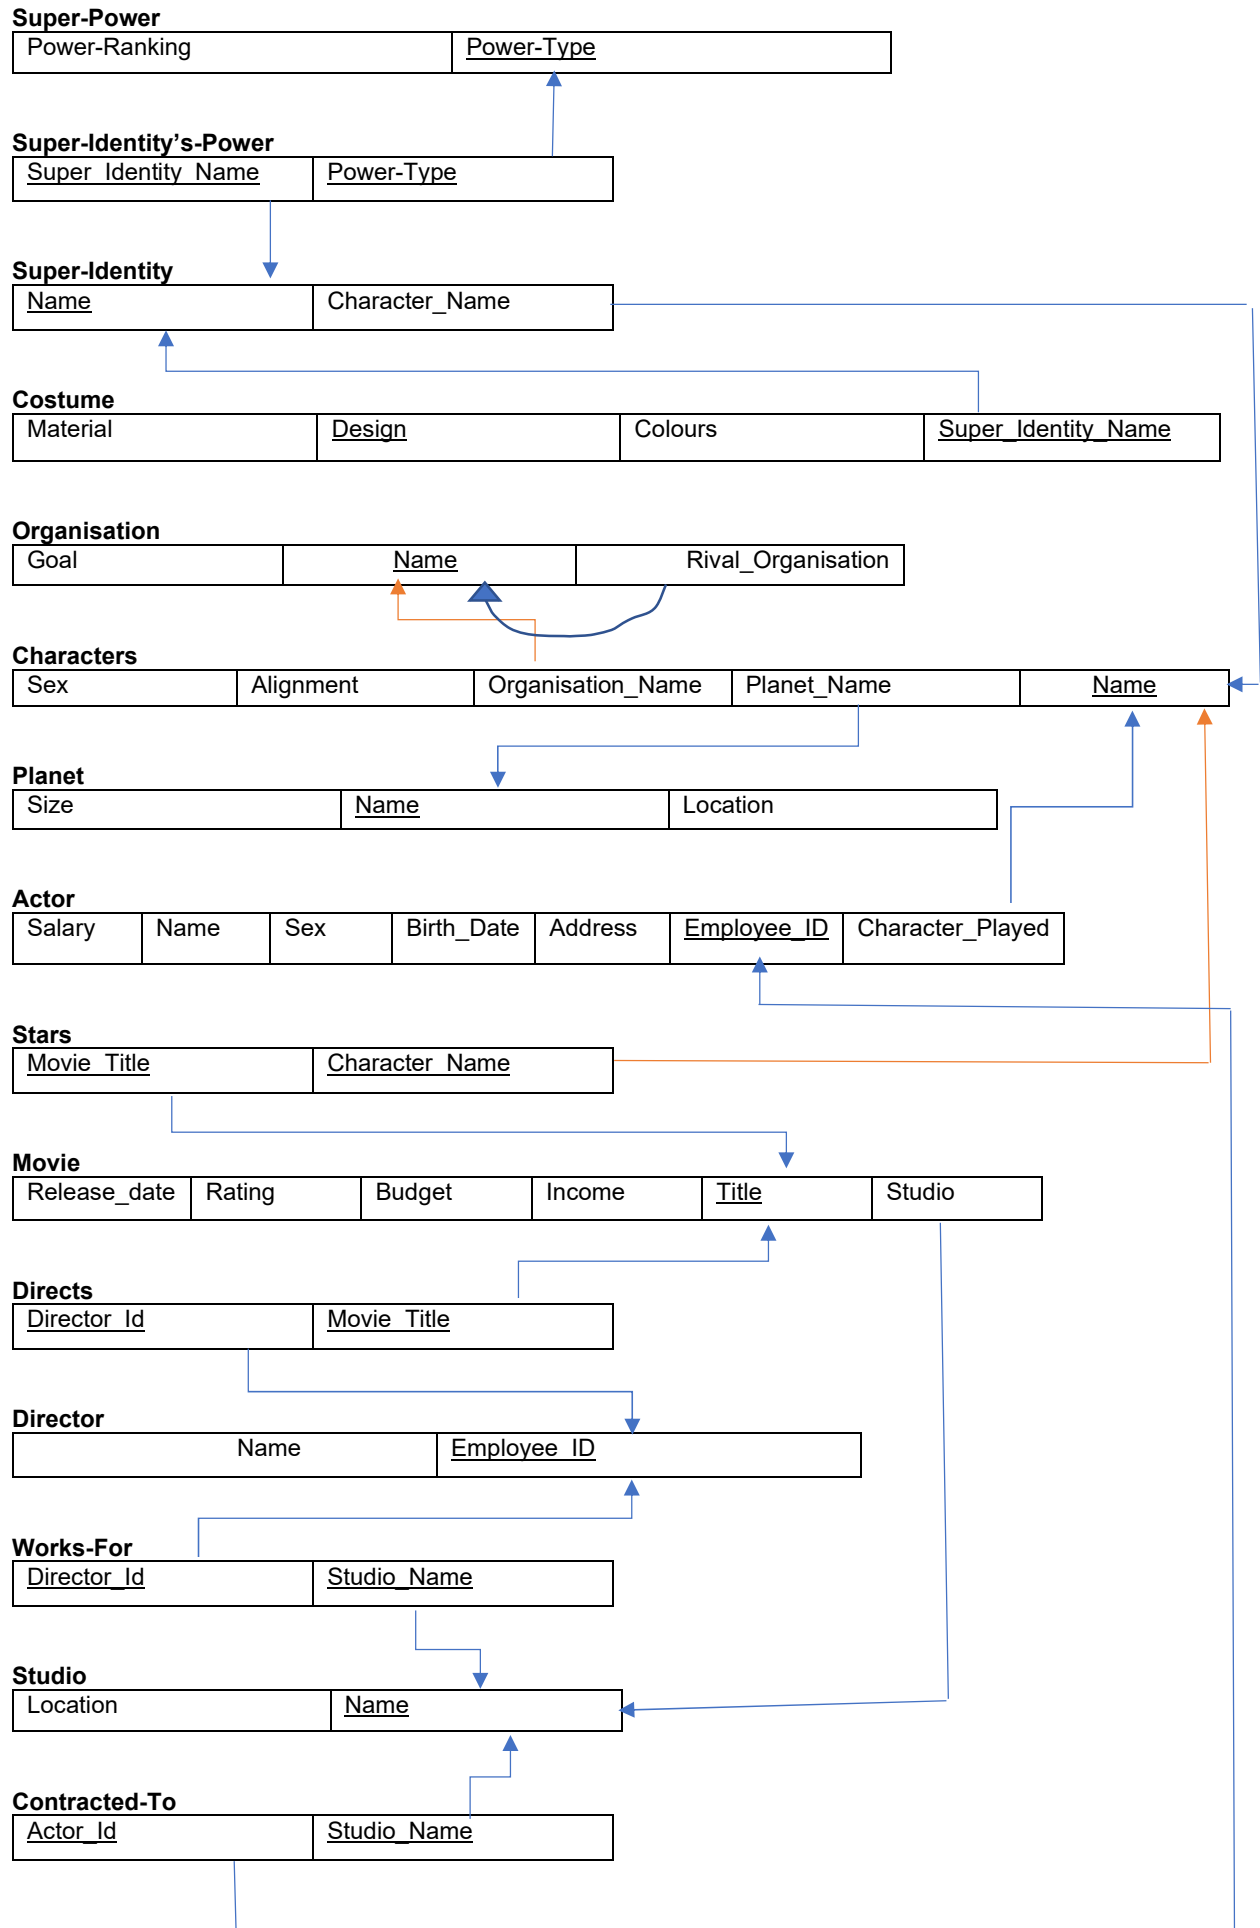 Super-Power
Power-Ranking Power-Type
Super-Identity’s-Power
Super_Identity_Name Power-Type
Super-Identity
Name Character_Name
Costume
Material Design Colours Super_Identity_Name
Organisation
Goal Name Rival_Organisation
Characters
Sex Alignment Organisation_Name Planet_Name Name
Planet
Size Name Location
Actor
Salary Name Sex Birth_Date Address Employee_ID Character_Played
Stars
Movie_Title Character_Name
Movie
Release_date Rating Budget Income Title Studio
Directs
Director_Id Movie_Title
Director
Name Employee_ID
Works-For
Director_Id Studio_Name
Studio
Location Name
Contracted-To
Actor_Id Studio_Name